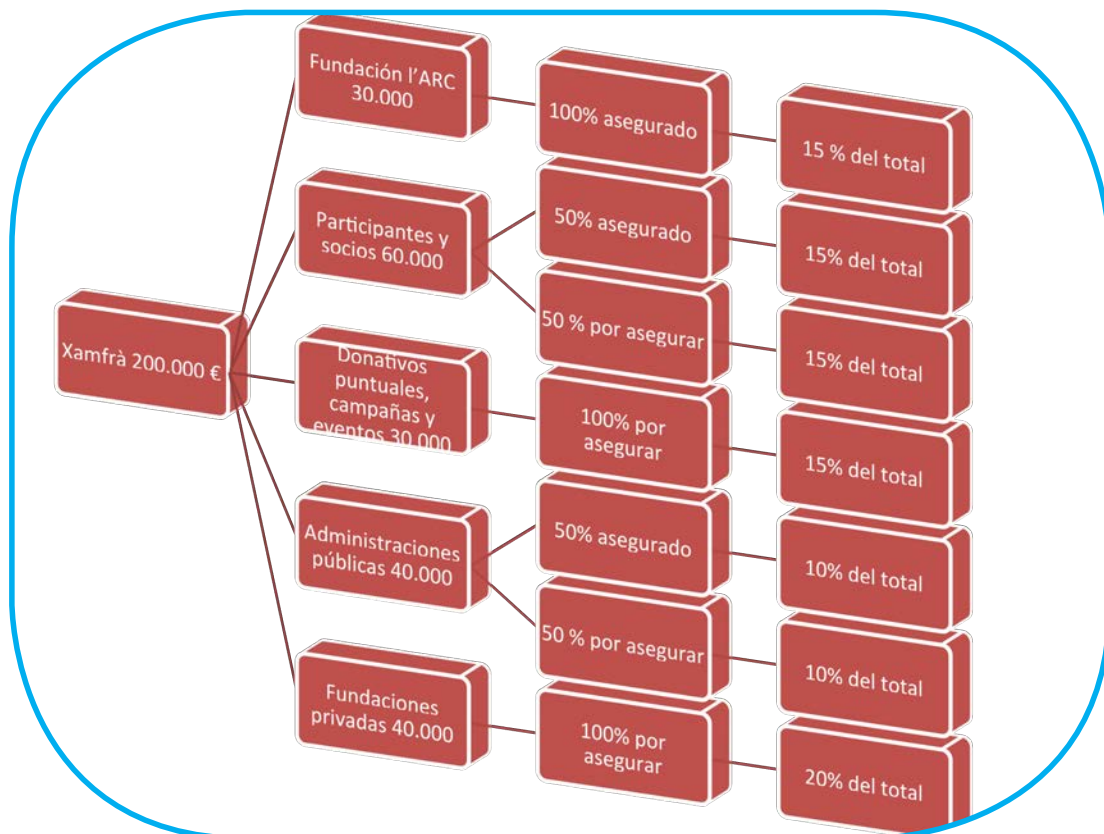 Xamfrà 200.000 €
Fundación l'ARC
30.000
100% asegurado
15 % del total
Participantes y
socios 60.000
50% asegurado
15% del total
50 % por asegurar
15% del total
Donativos
puntuales,
campañas y
eventos 30.000
100% por
asegurar
15% del total
Administraciones
públicas 40.000
50% asegurado
10% del total
50 % por asegurar
10% del total
Fundaciones
privadas 40.000
100% por
asegurar
20% del total